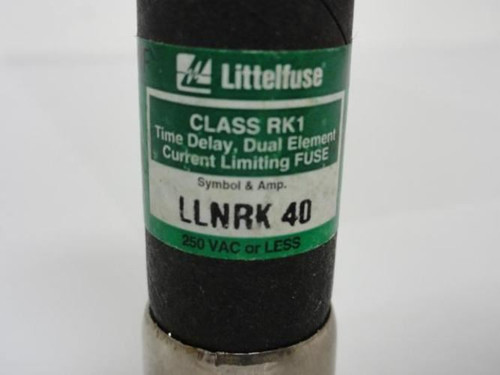 Littelfuse®
CLASS RK1
Time Delay, Dual Element
Current Limiting FUSE
Symbol & Amp.
LLNRK 40
250 VAC or LESS